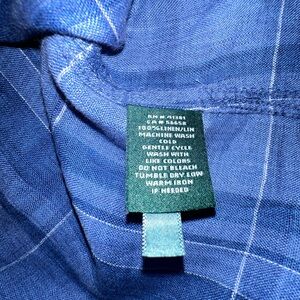 RN # 41381
CA # 53658
100% LINEN/LIN
MACHINE WASH
COLD
GENTLE CYCLE
WASH WITH
LIKE COLORS
DO NOT BLEACH
TUMBLE DRY LOW
WARM IRON
IF NEEDED